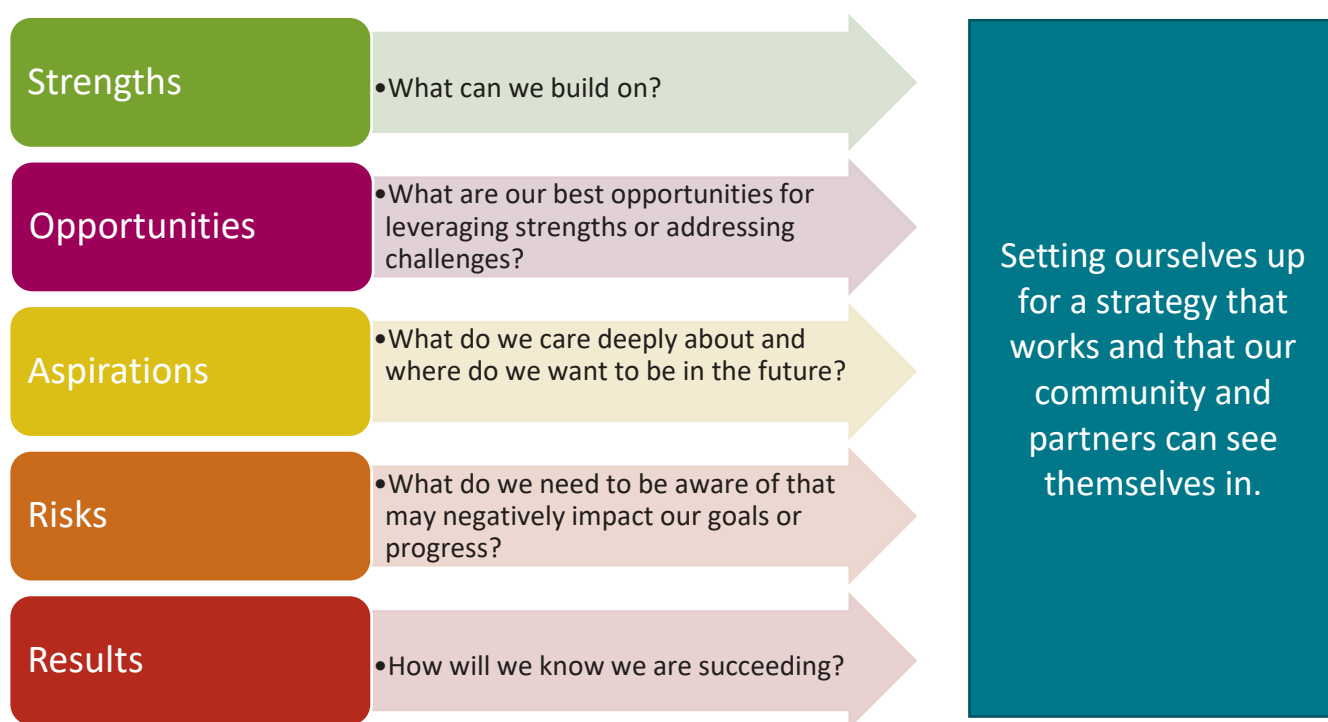 Strengths
•What can we build on?
Opportunities
•What are our best opportunities for
leveraging strengths or addressing
challenges?
Aspirations
•What do we care deeply about and
where do we want to be in the future?
Risks
•What do we need to be aware of that
may negatively impact our goals or
progress?
Results
•How will we know we are succeeding?
Setting ourselves up
for a strategy that
works and that our
community and
partners can see
themselves in.